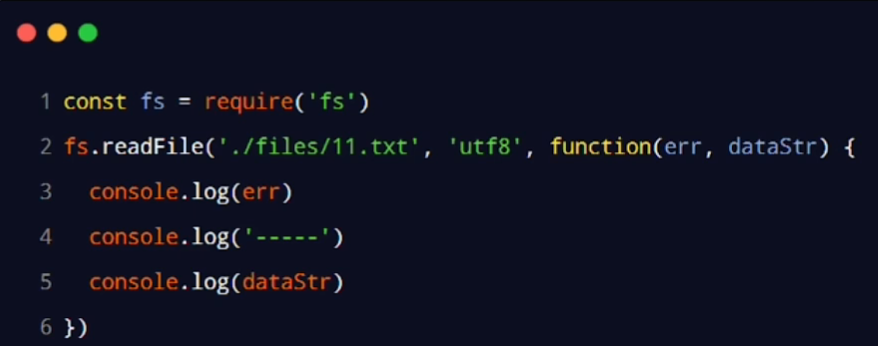 1 const fs = require('fs')
2 fs.readFile('./files/11.txt', 'utf8', function(err, dataStr) {
3   console.log(err)
4   console.log('-----')
5   console.log(dataStr)
6 })